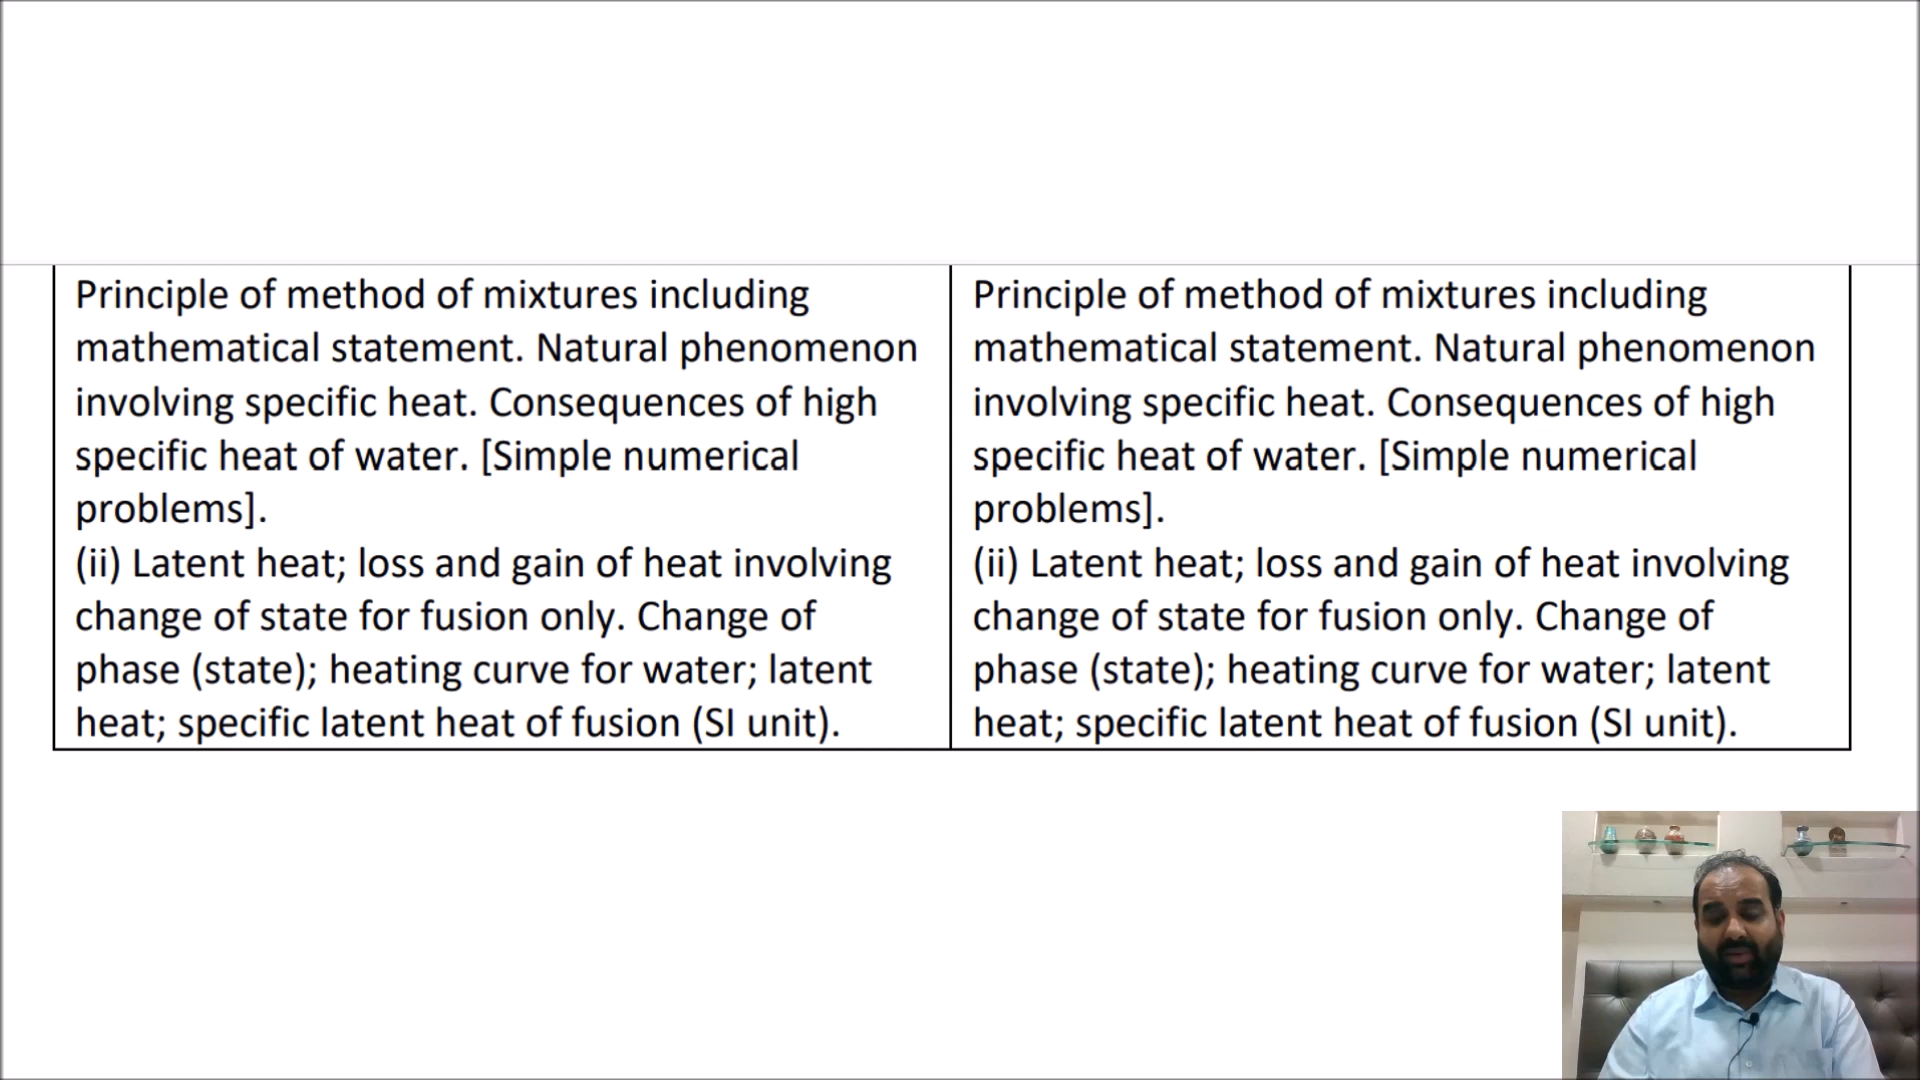 Principle of method of mixtures including
mathematical statement. Natural phenomenon
involving specific heat. Consequences of high
specific heat of water. [Simple numerical
problems].
(ii) Latent heat; loss and gain of heat involving
change of state for fusion only. Change of
phase (state); heating curve for water; latent
heat; specific latent heat of fusion (SI unit).
Principle of method of mixtures including
mathematical statement. Natural phenomenon
involving specific heat. Consequences of high
specific heat of water. [Simple numerical
problems].
(ii) Latent heat; loss and gain of heat involving
change of state for fusion only. Change of
phase (state); heating curve for water; latent
heat; specific latent heat of fusion (SI unit).